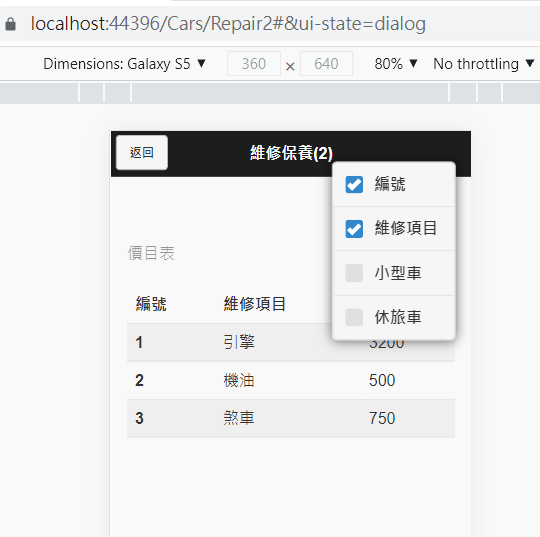 localhost:44396/Cars/Repair2#&ui-state=dialog
Dimensions: Galaxy S5 ▼ 360 × 640 80% ▼ No throttling ▼
返回 維修保養(2)
編號
維修項目
小型車
休旅車
價目表
編號 維修項目
1 引擎 3200
2 機油 500
3 煞車 750